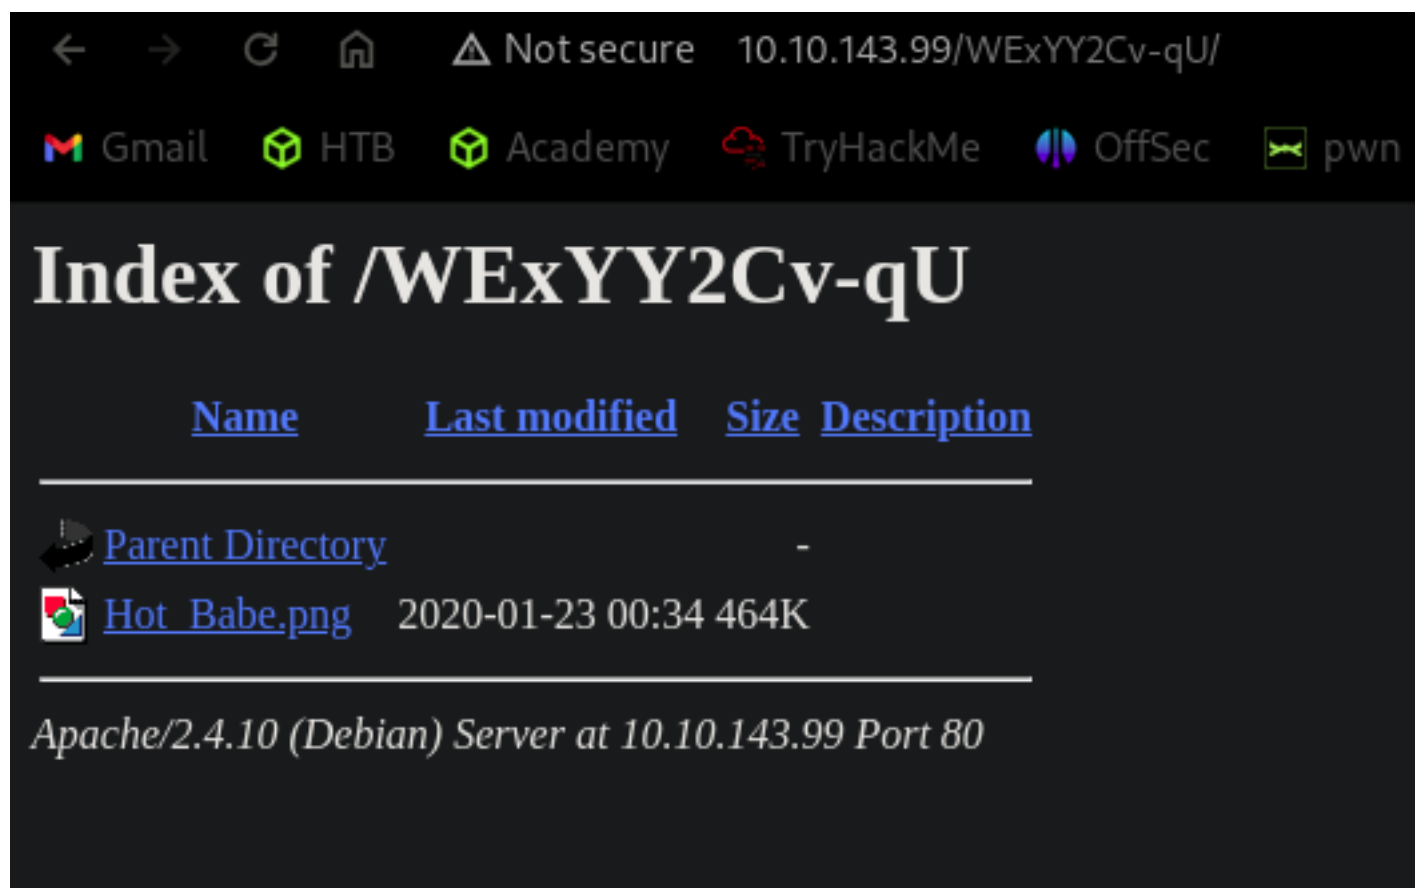 Not secure 10.10.143.99/WExYY2Cv-qU/
Gmail HTB Academy TryHackMe OffSec pwn
Index of /WExYY2Cv-qU
Name Last modified Size Description
Parent Directory -
Hot_Babe.png 2020-01-23 00:34 464K
Apache/2.4.10 (Debian) Server at 10.10.143.99 Port 80